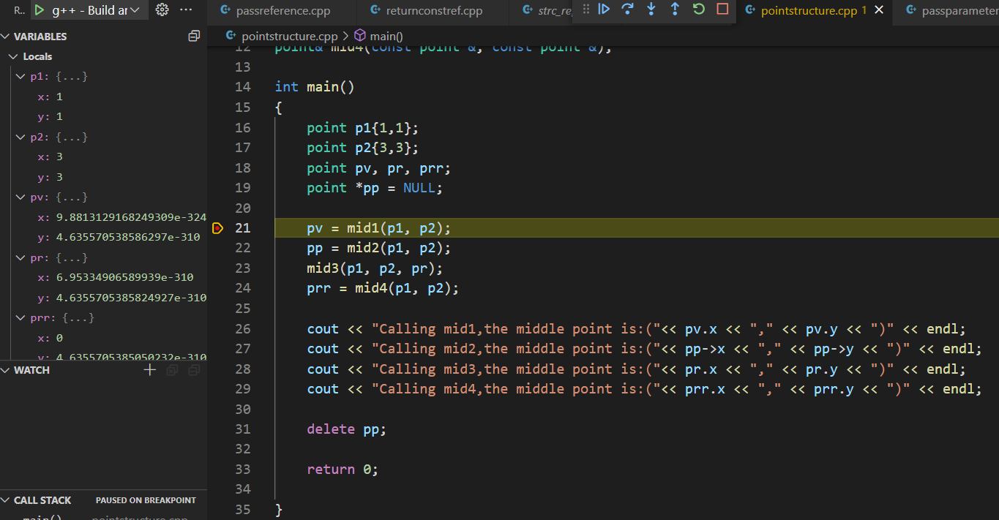 R.. g++ - Build ar ... passreference.cpp returnconstref.cpp strc_re pointstructure.cpp 1 passparameter
VARIABLES
pointstructure.cpp > main()
Locals
p1: {...}
x: 1
y: 1
p2: {...}
x: 3
y: 3
pv: {...}
x: 9.8813129168249309e-324
y: 4.635570538586297e-310
pr: {...}
x: 6.95334906589939e-310
y: 4.6355705385824927e-310
prr: {...}
x: 0
y: 4.6355705385050232e-310
WATCH
CALL STACK PAUSED ON BREAKPOINT
main() pointstructure.cpp
12 point& mid4(const point &, const point &);
13
14 int main()
15 {
16 point p1{1,1};
17 point p2{3,3};
18 point pv, pr, prr;
19 point *pp = NULL;
20
21 pv = mid1(p1, p2);
22 pp = mid2(p1, p2);
23 mid3(p1, p2, pr);
24 prr = mid4(p1, p2);
25
26 cout << "Calling mid1,the middle point is:("<< pv.x << "," << pv.y << ")" << endl;
27 cout << "Calling mid2,the middle point is:("<< pp->x << "," << pp->y << ")" << endl;
28 cout << "Calling mid3,the middle point is:("<< pr.x << "," << pr.y << ")" << endl;
29 cout << "Calling mid4,the middle point is:("<< prr.x << "," << prr.y << ")" << endl;
30
31 delete pp;
32
33 return 0;
34
35 }